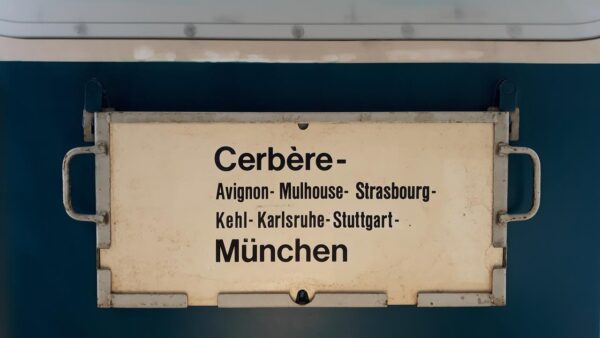 Cerbère-
Avignon- Mulhouse- Strasbourg-
Kehl- Karlsruhe- Stuttgart-
München